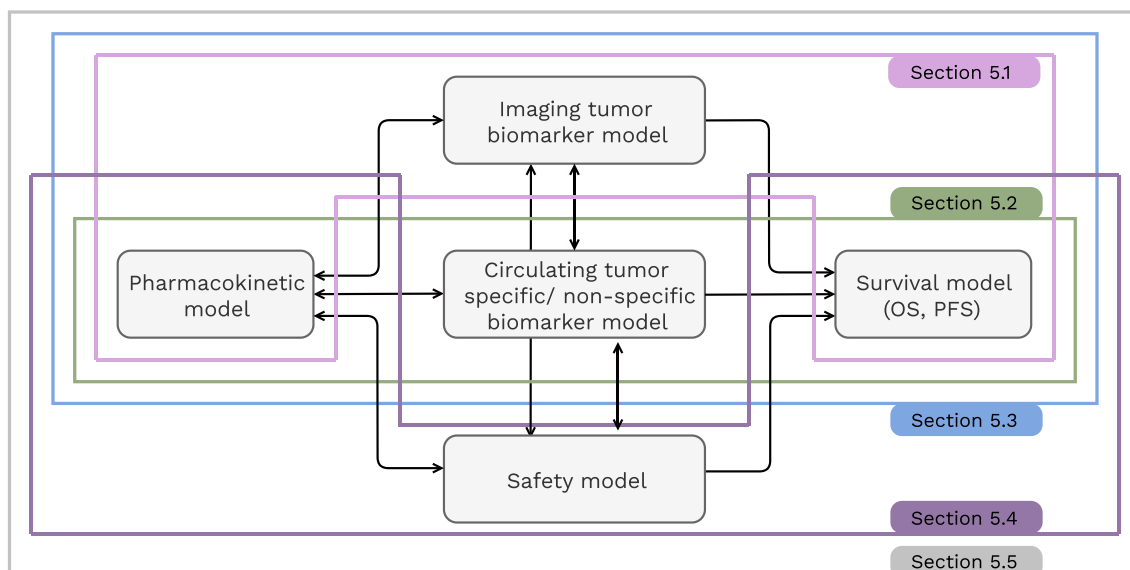 Section 5.1
Imaging tumor
biomarker model
Section 5.2
Pharmacokinetic
model
Circulating tumor
specific/ non-specific
biomarker model
Survival model
(OS, PFS)
Section 5.3
Safety model
Section 5.4
Section 5.5